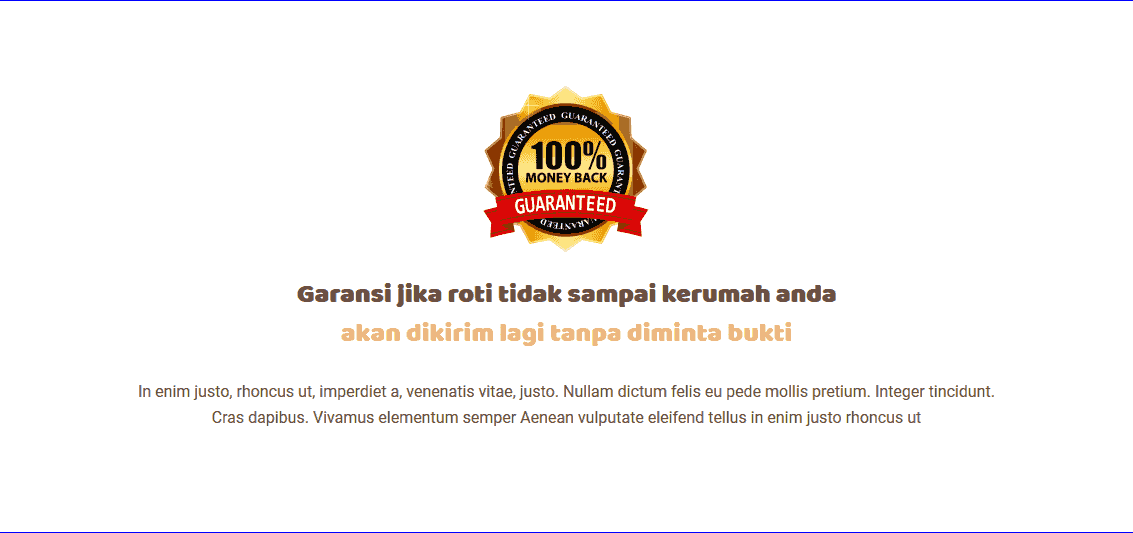 GUARANTEED GUARANTEED GUARANTEED
100%
MONEY BACK
GUARANTEED
GUARANTEED
Garansi jika roti tidak sampai kerumah anda
akan dikirim lagi tanpa diminta bukti
In enim justo, rhoncus ut, imperdiet a, venenatis vitae, justo. Nullam dictum felis eu pede mollis pretium. Integer tincidunt.
Cras dapibus. Vivamus elementum semper Aenean vulputate eleifend tellus in enim justo rhoncus ut